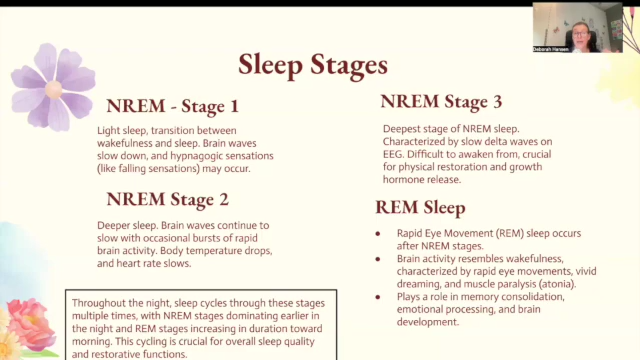 Deborah Hansen
Sleep Stages
NREM - Stage 1
Light sleep, transition between
wakefulness and sleep. Brain waves
slow down, and hypnagogic sensations
(like falling sensations) may occur.
NREM Stage 2
Deeper sleep. Brain waves continue to
slow with occasional bursts of rapid
brain activity. Body temperature drops,
and heart rate slows.
NREM Stage 3
Deepest stage of NREM sleep.
Characterized by slow delta waves on
EEG. Difficult to awaken from, crucial
for physical restoration and growth
hormone release.
REM Sleep
● Rapid Eye Movement (REM) sleep occurs
after NREM stages.
● Brain activity resembles wakefulness,
characterized by rapid eye movements, vivid
dreaming, and muscle paralysis (atonia).
● Plays a role in memory consolidation,
emotional processing, and brain
development.
Throughout the night, sleep cycles through these stages
multiple times, with NREM stages dominating earlier in
the night and REM stages increasing in duration toward
morning. This cycling is crucial for overall sleep quality
and restorative functions.